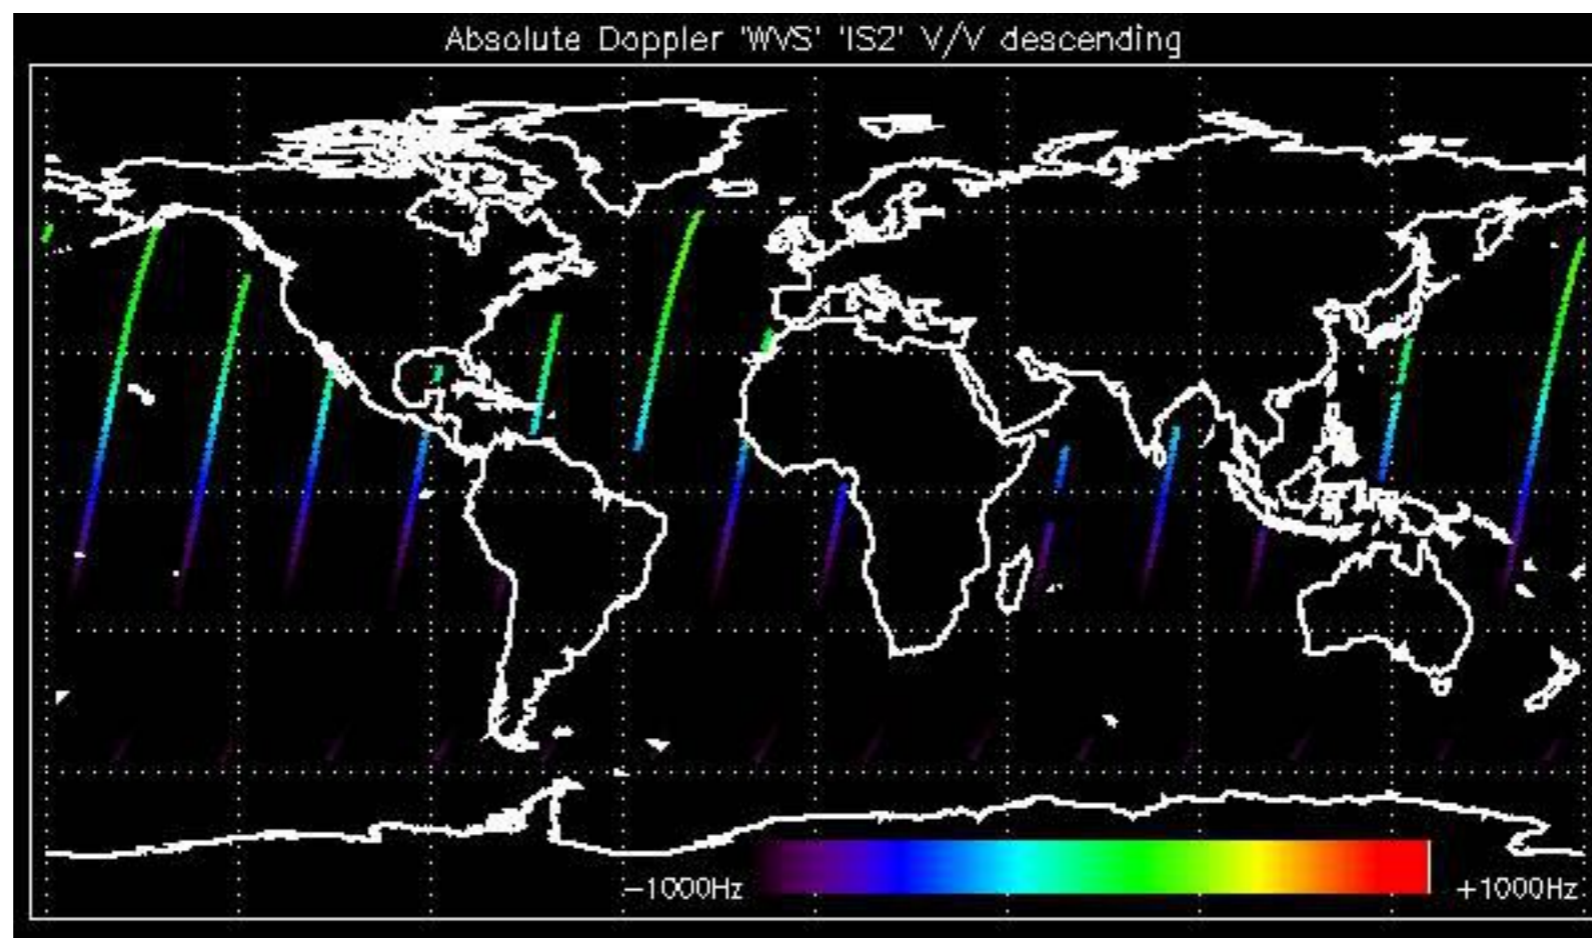 Absolute Doppler 'WVS' 'IS2' V/V descending
−1000Hz +1000Hz